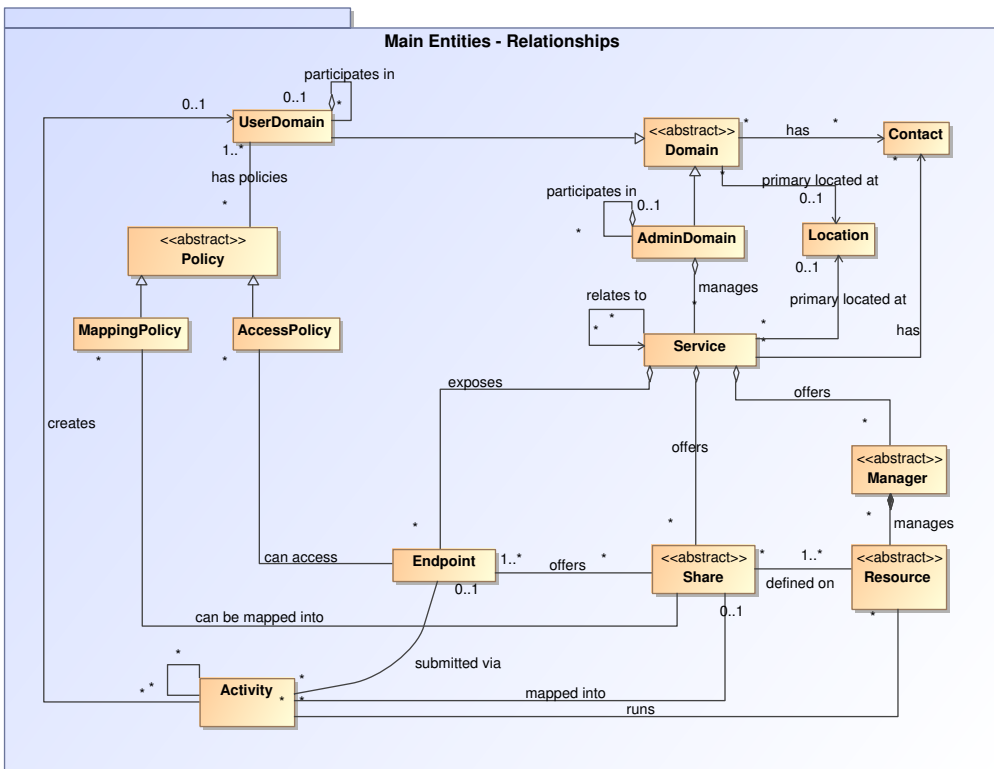 Main Entities - Relationships
participates in
0..1
0..1
*
UserDomain
1..*
has policies
*
<<abstract>>
Domain
*
has
*
Contact
*
*
primary located at
0..1
participates in
0..1
*
AdminDomain
Location
0..1
<<abstract>>
Policy
manages
*
primary located at
relates to
*
*
*
*
has
MappingPolicy
*
AccessPolicy
*
Service
exposes
offers
creates
*
offers
<<abstract>>
Manager
*
*
*
manages
can access
Endpoint
1..*
offers
*
0..1
<<abstract>>
Share
*
1..*
defined on
0..1
<<abstract>>
Resource
*
can be mapped into
submitted via
*
*
*
Activity
*
*
*
mapped into
runs